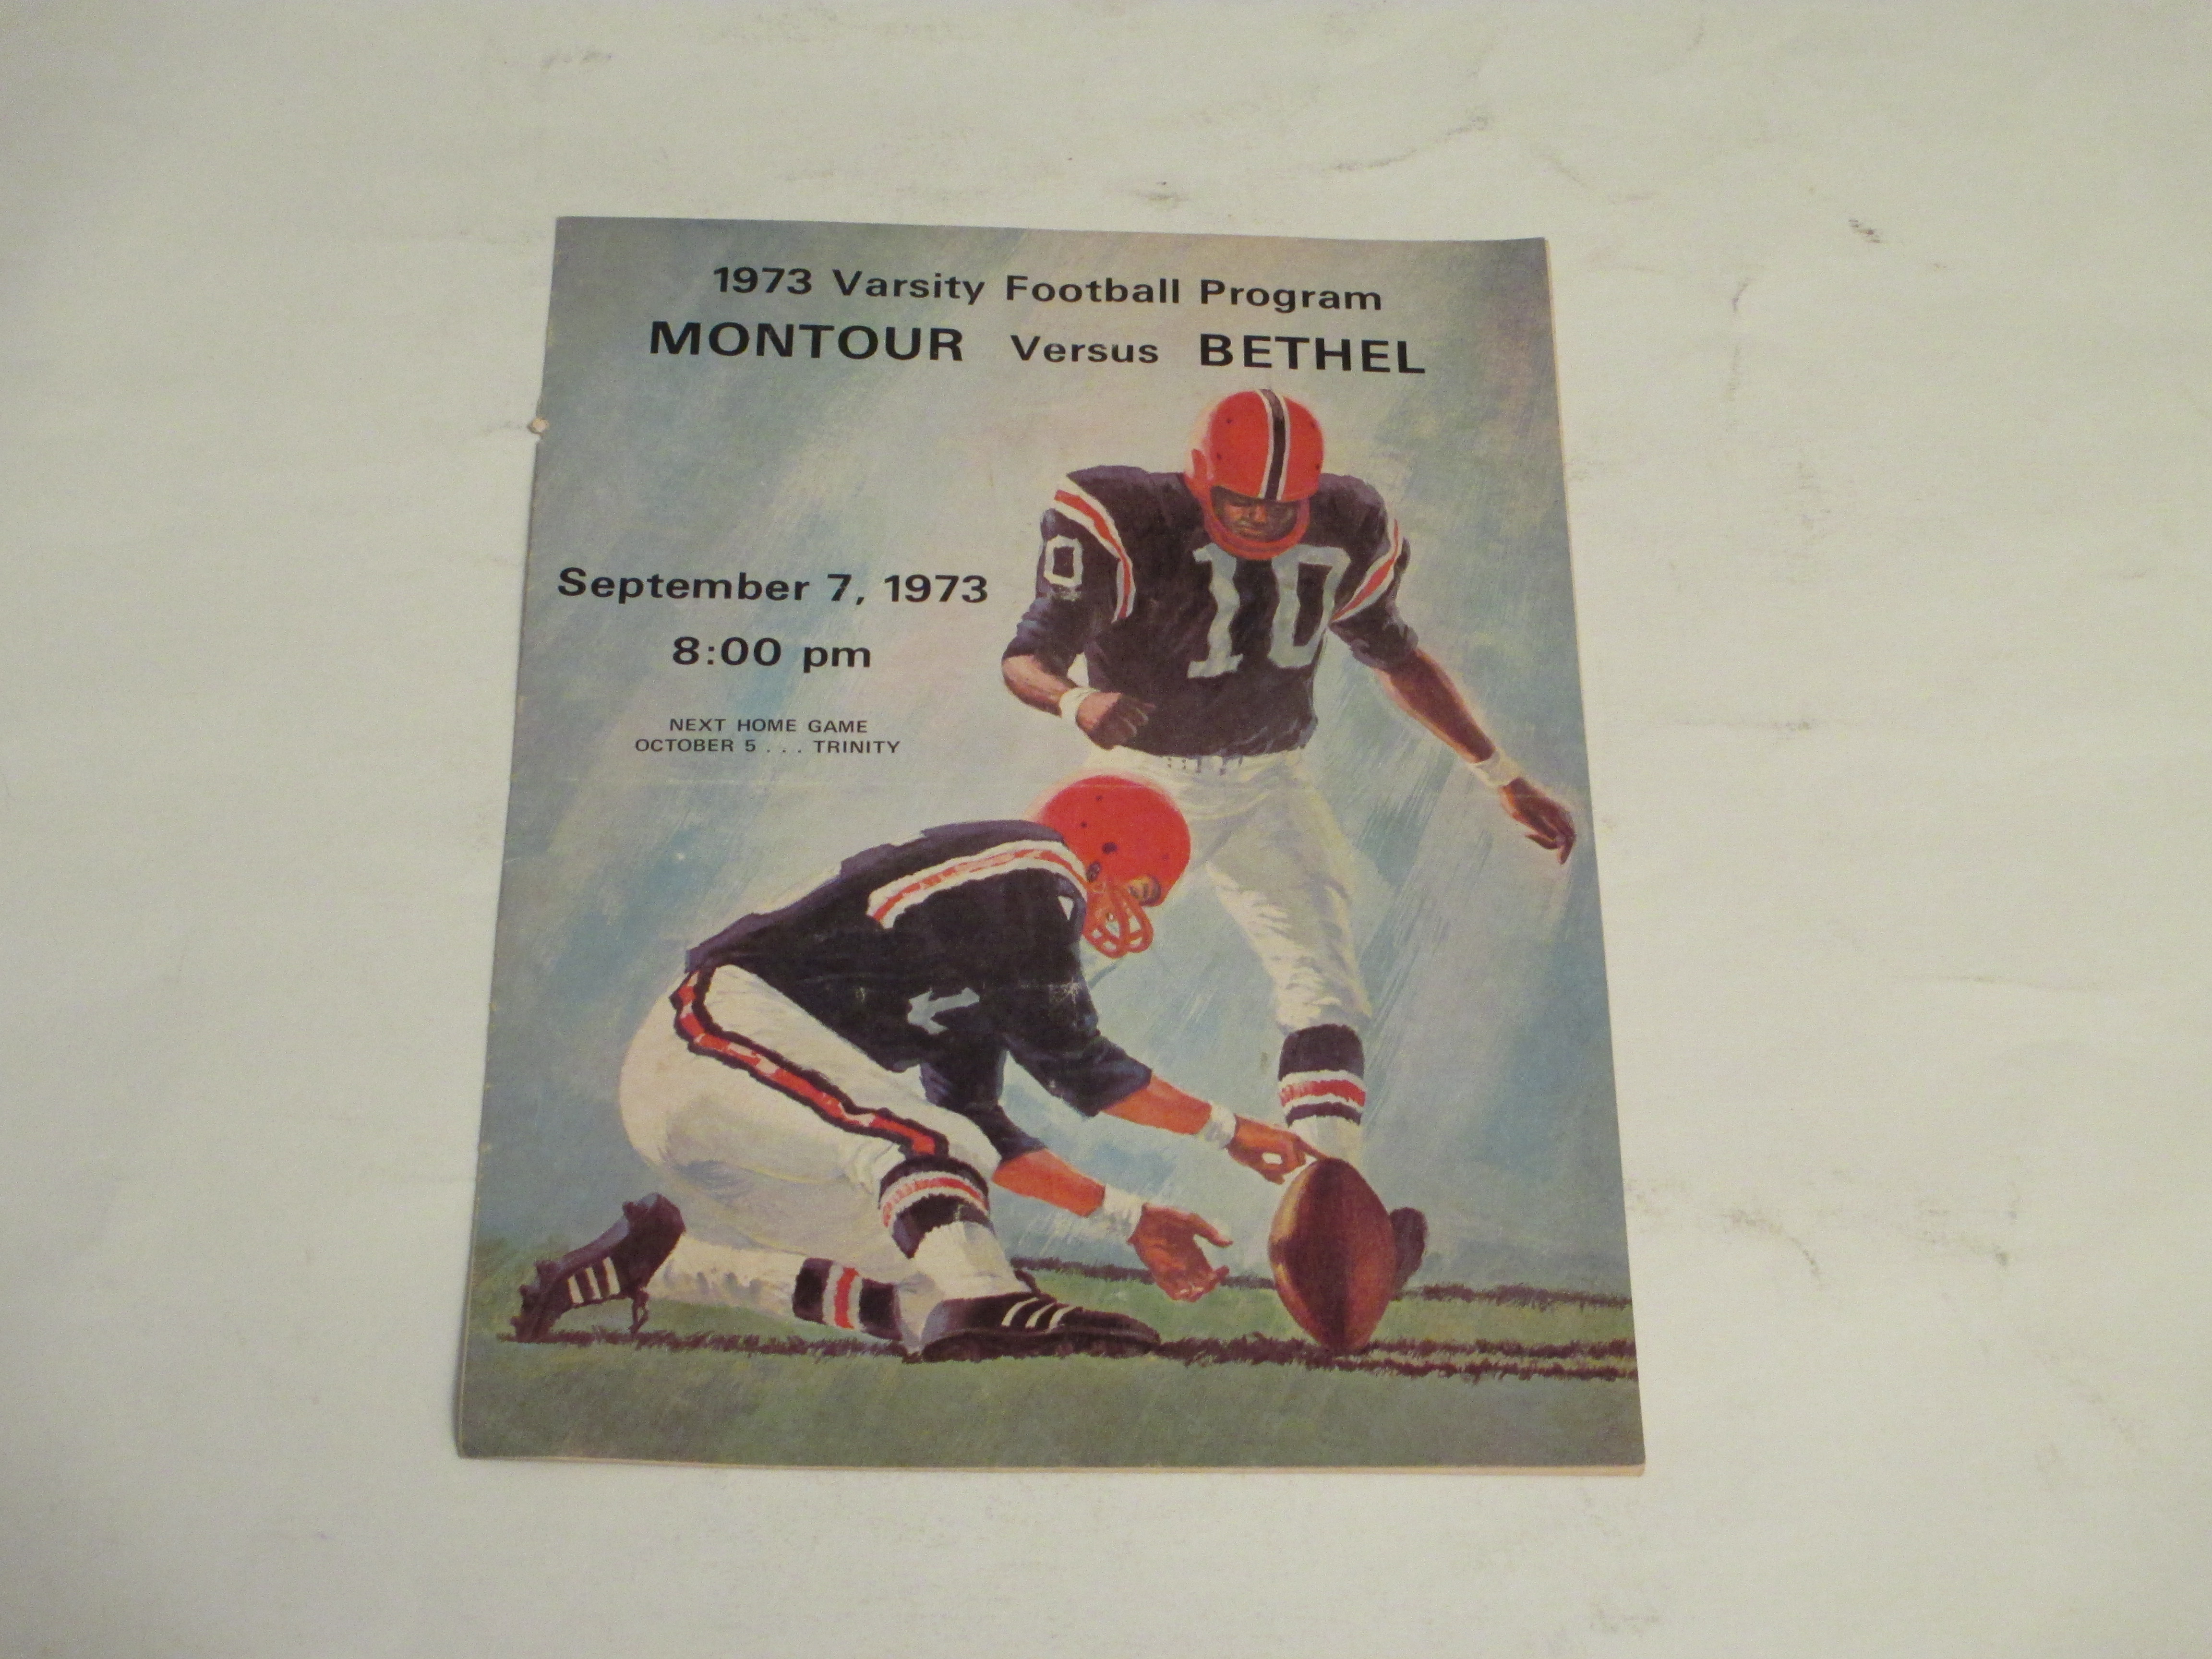 1973 Varsity Football Program
MONTOUR Versus BETHEL
September 7, 1973
8:00 pm
NEXT HOME GAME
OCTOBER 5 . . . TRINITY
0
10